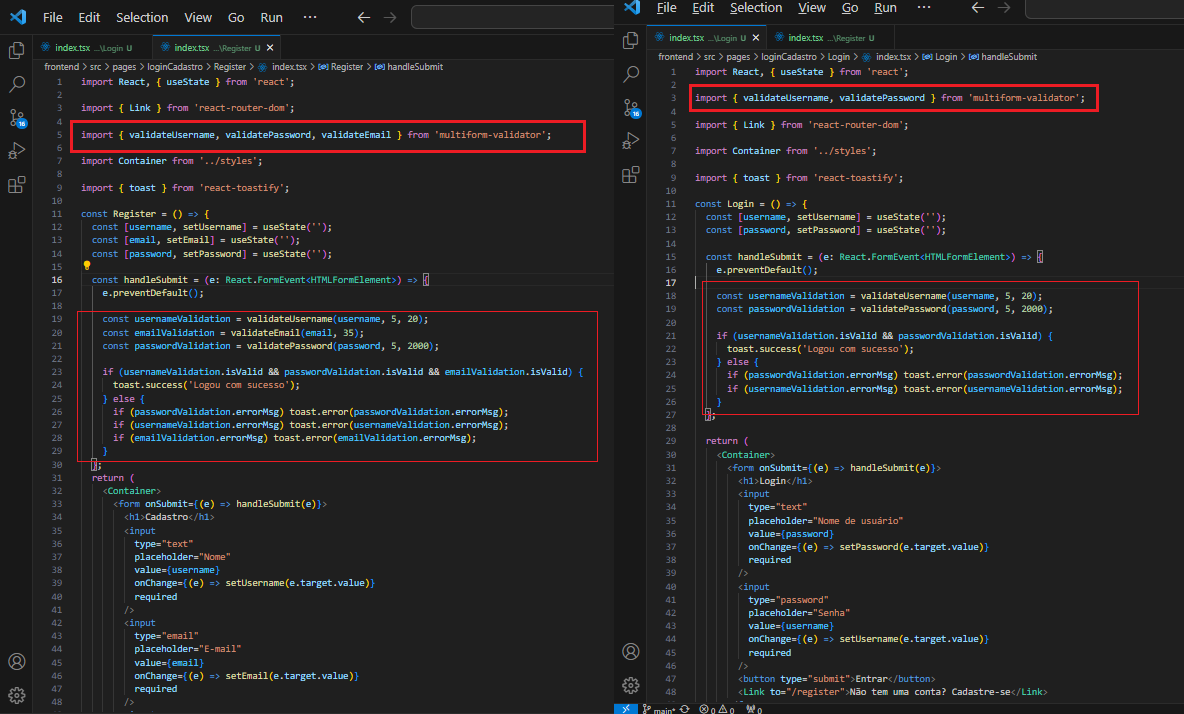 File Edit Selection View Go Run ···
index.tsx ...\Login U
index.tsx ...\Register U ×
frontend > src > pages > loginCadastro > Register > index.tsx > Register > handleSubmit
1 import React, { useState } from 'react';
2
3 import { Link } from 'react-router-dom';
4
5 import { validateUsername, validatePassword, validateEmail } from 'multiform-validator';
6
7 import Container from '../styles';
8
9 import { toast } from 'react-toastify';
10
11 const Register = () => {
12 const [username, setUsername] = useState('');
13 const [email, setEmail] = useState('');
14 const [password, setPassword] = useState('');
15
16 const handleSubmit = (e: React.FormEvent<HTMLFormElement>) => {
17 e.preventDefault();
18
19 const usernameValidation = validateUsername(username, 5, 20);
20 const emailValidation = validateEmail(email, 35);
21 const passwordValidation = validatePassword(password, 5, 2000);
22
23 if (usernameValidation.isValid && passwordValidation.isValid && emailValidation.isValid) {
24 toast.success('Logou com sucesso');
25 } else {
26 if (passwordValidation.errorMsg) toast.error(passwordValidation.errorMsg);
27 if (usernameValidation.errorMsg) toast.error(usernameValidation.errorMsg);
28 if (emailValidation.errorMsg) toast.error(emailValidation.errorMsg);
29 }
30 };
31 return (
32 <Container>
33 <form onSubmit={(e) => handleSubmit(e)}>
34 <h1>Cadastro</h1>
35 <input
36 type="text"
37 placeholder="Nome"
38 value={username}
39 onChange={(e) => setUsername(e.target.value)}
40 required
41 />
42 <input
43 type="email"
44 placeholder="E-mail"
45 value={email}
46 onChange={(e) => setEmail(e.target.value)}
47 required
48 />
16
File Edit Selection View Go Run ···
index.tsx ...\Login U ×
index.tsx ...\Register U
frontend > src > pages > loginCadastro > Login > index.tsx > Login > handleSubmit
1 import React, { useState } from 'react';
2
3 import { validateUsername, validatePassword } from 'multiform-validator';
4
5 import { Link } from 'react-router-dom';
6
7 import Container from '../styles';
8
9 import { toast } from 'react-toastify';
10
11 const Login = () => {
12 const [username, setUsername] = useState('');
13 const [password, setPassword] = useState('');
14
15 const handleSubmit = (e: React.FormEvent<HTMLFormElement>) => {
16 e.preventDefault();
17
18 const usernameValidation = validateUsername(username, 5, 20);
19 const passwordValidation = validatePassword(password, 5, 2000);
20
21 if (usernameValidation.isValid && passwordValidation.isValid) {
22 toast.success('Logou com sucesso');
23 } else {
24 if (passwordValidation.errorMsg) toast.error(passwordValidation.errorMsg);
25 if (usernameValidation.errorMsg) toast.error(usernameValidation.errorMsg);
26 }
27 };
28
29 return (
30 <Container>
31 <form onSubmit={(e) => handleSubmit(e)}>
32 <h1>Login</h1>
33 <input
34 type="text"
35 placeholder="Nome de usuário"
36 value={password}
37 onChange={(e) => setPassword(e.target.value)}
38 required
39 />
40 <input
41 type="password"
42 placeholder="Senha"
43 value={username}
44 onChange={(e) => setUsername(e.target.value)}
45 required
46 />
47 <button type="submit">Entrar</button>
48 <Link to="/register">Não tem uma conta? Cadastre-se</Link>
16
main* 0 0 0